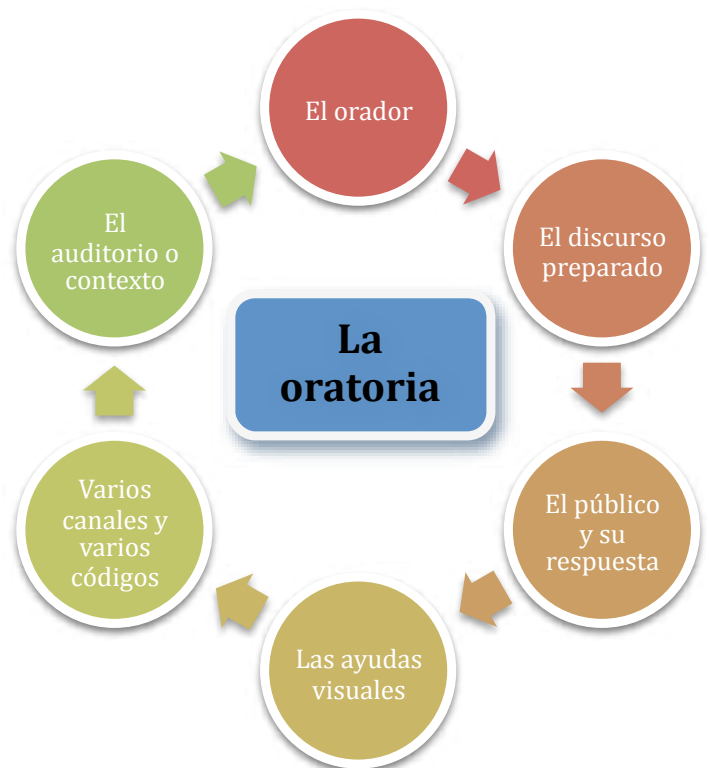 El orador
El discurso
preparado
El público
y su
respuesta
Las ayudas
visuales
Varios
canales y
varios
códigos
El
auditorio o
contexto
La
oratoria